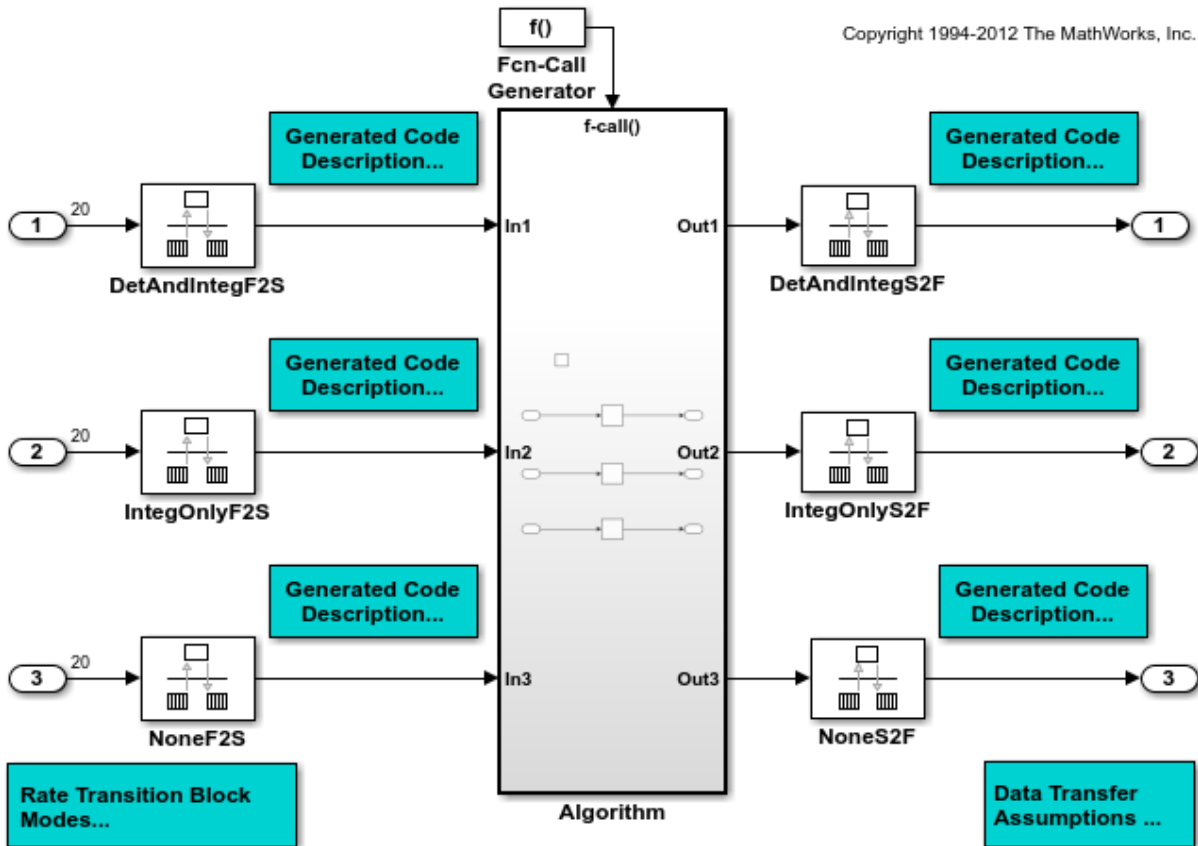 f()
Copyright 1994-2012 The MathWorks, Inc.
Fcn-Call
Generator
f-call()
Generated Code
Description...
Generated Code
Description...
1
20
In1
Out1
1
DetAndIntegF2S
DetAndIntegS2F
Generated Code
Description...
Generated Code
Description...
2
20
In2
Out2
2
IntegOnlyF2S
IntegOnlyS2F
Generated Code
Description...
Generated Code
Description...
3
20
In3
Out3
3
NoneF2S
NoneS2F
Rate Transition Block
Modes...
Algorithm
Data Transfer
Assumptions ...